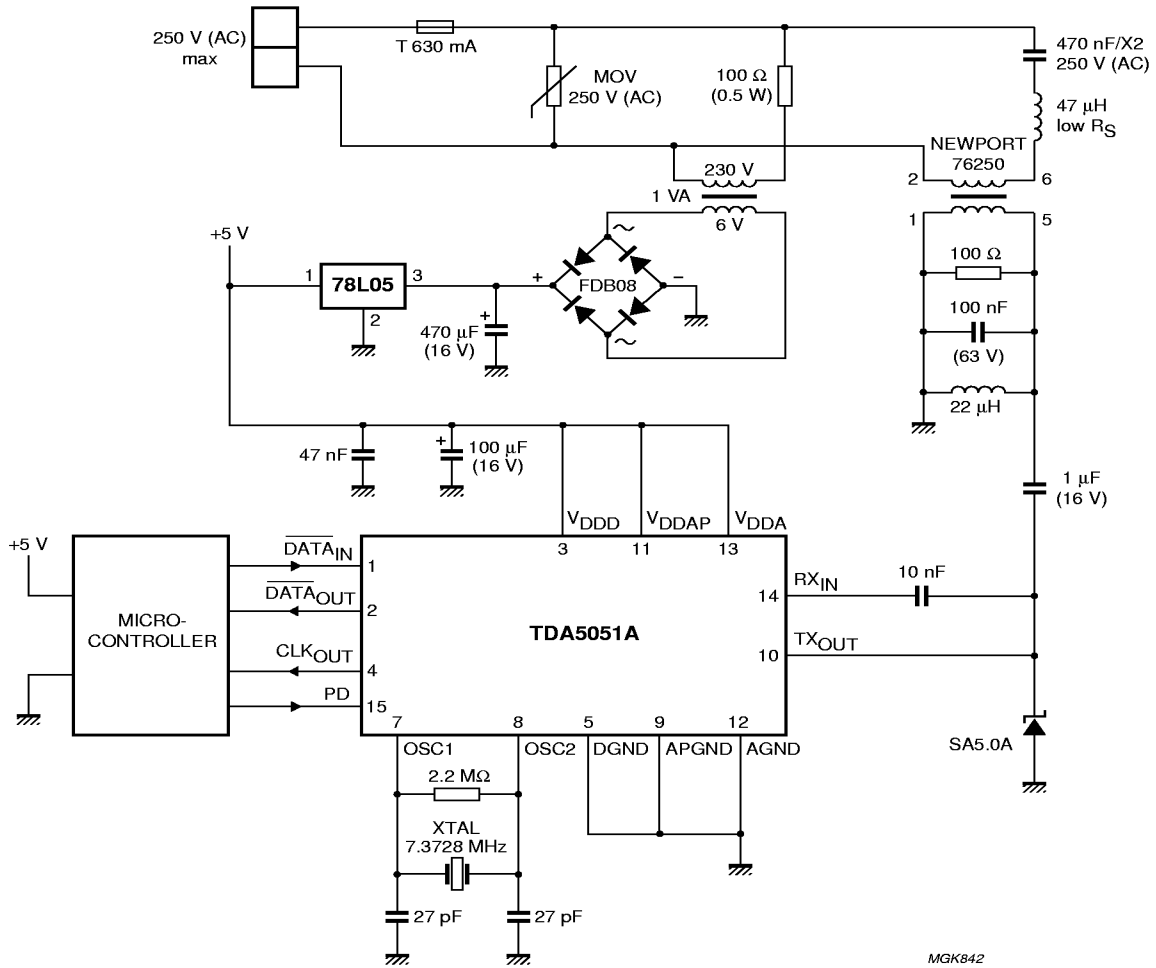 250 V (AC)
max
T 630 mA
MOV
250 V (AC)
100 Ω
(0.5 W)
470 nF/X2
250 V (AC)
47 μH
low RS
NEWPORT
76250
2
6
1
5
230 V
1 VA
6 V
+5 V
1
78L05
3
2
+
470 μF
(16 V)
+
∼
FDB08
−
∼
100 Ω
100 nF
(63 V)
22 μH
47 nF
+
100 μF
(16 V)
1 μF
(16 V)
VDDD
VDDAP
VDDA
3
11
13
+5 V
MICRO-
CONTROLLER
DATAIN
1
DATAOUT
2
CLKOUT
4
PD
15
TDA5051A
14
RXIN
10 nF
10
TXOUT
SA5.0A
7
8
5
9
12
OSC1
OSC2
DGND
APGND
AGND
2.2 MΩ
XTAL
7.3728 MHz
27 pF
27 pF
MGK842